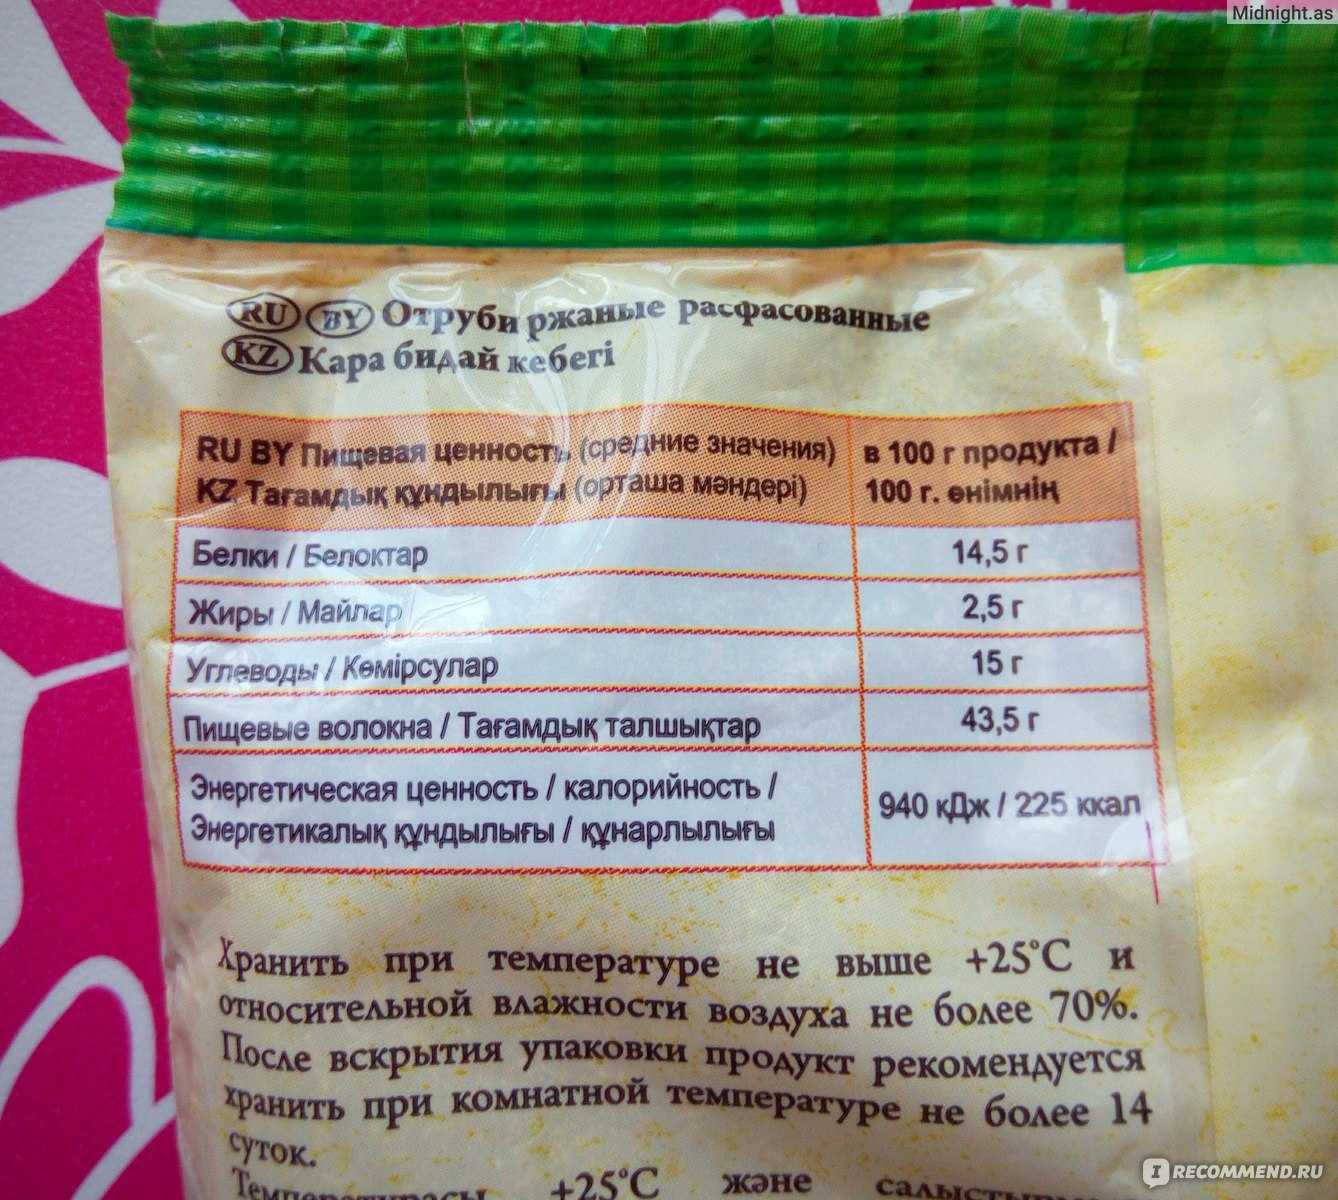 Midnight.as
RU BY Отруби ржаные расфасованные
KZ Кара бидай кебегі
RU BY Пищевая ценность (средние значения)
в 100 г продукта /
KZ Тағамдық құндылығы (орташа мәндері)
100 г. өнімнің
Белки / Белоктар 14,5 г
Жиры / Майлар 2,5 г
Углеводы / Көмірсулар 15 г
Пищевые волокна / Тағамдық талшықтар 43,5 г
Энергетическая ценность / калорийность /
Энергетикалық құндылығы / құнарлылығы
940 кДж / 225 ккал
Хранить при температуре не выше +25°С и
относительной влажности воздуха не более 70%.
После вскрытия упаковки продукт рекомендуется
хранить при комнатной температуре не более 14
суток.
+25°С және
IRECOMMEND.RU